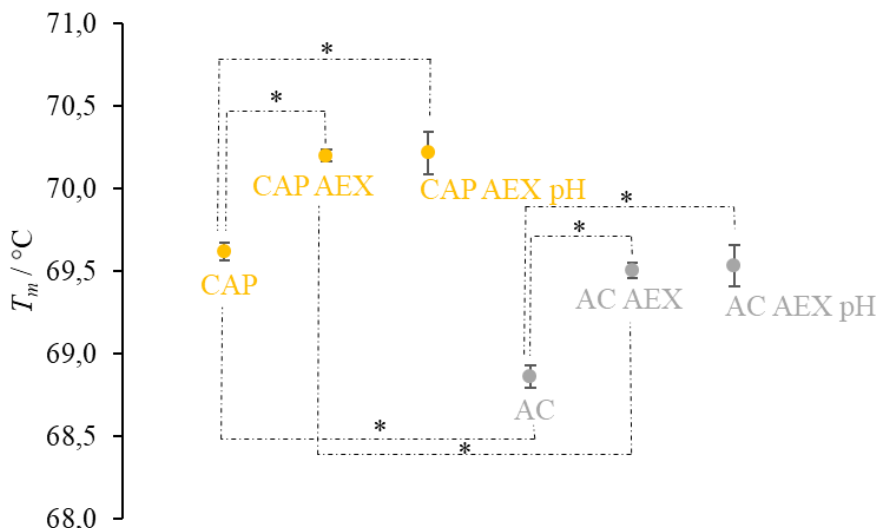 71,0
*
70,5
*
CAP AEX
CAP AEX pH
70,0
*
*
69,5
CAP
AC AEX
AC AEX pH
Tm / °C
69,0
AC
68,5
*
*
68,0